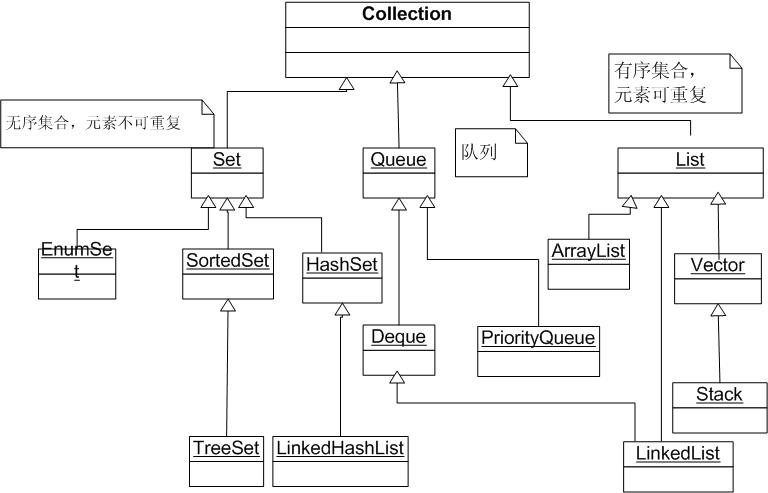 Collection
有序集合，
元素可重复
无序集合，元素不可重复
队列
Set
Queue
List
EnumSe
t
SortedSet
HashSet
ArrayList
Vector
Deque
PriorityQueue
Stack
TreeSet
LinkedHashList
LinkedList